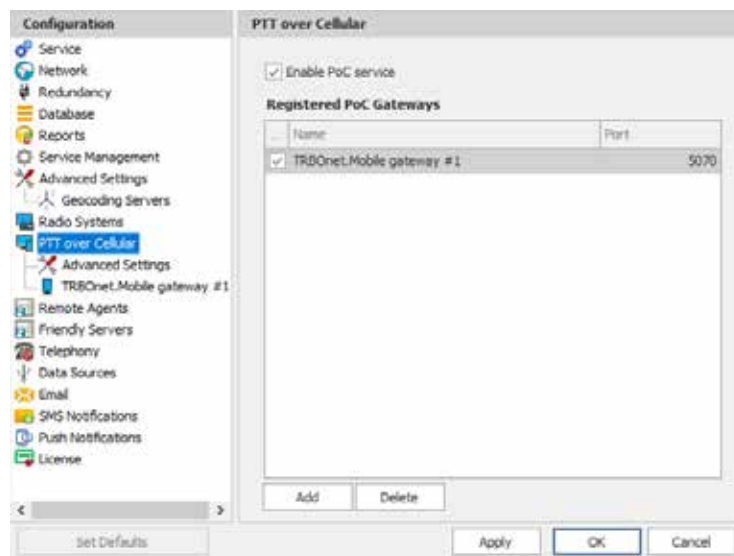 Configuration
Service
Network
Redundancy
Database
Reports
Service Management
Advanced Settings
Geocoding Servers
Radio Systems
PTT over Cellular
Advanced Settings
TRBOnet.Mobile gateway #1
Remote Agents
Friendly Servers
Telephony
Data Sources
Email
SMS Notifications
Push Notifications
License
Set Defaults
PTT over Cellular
Enable PoC service
Registered PoC Gateways
... Name Port
TRBOnet.Mobile gateway #1 5070
Add Delete
Apply OK Cancel